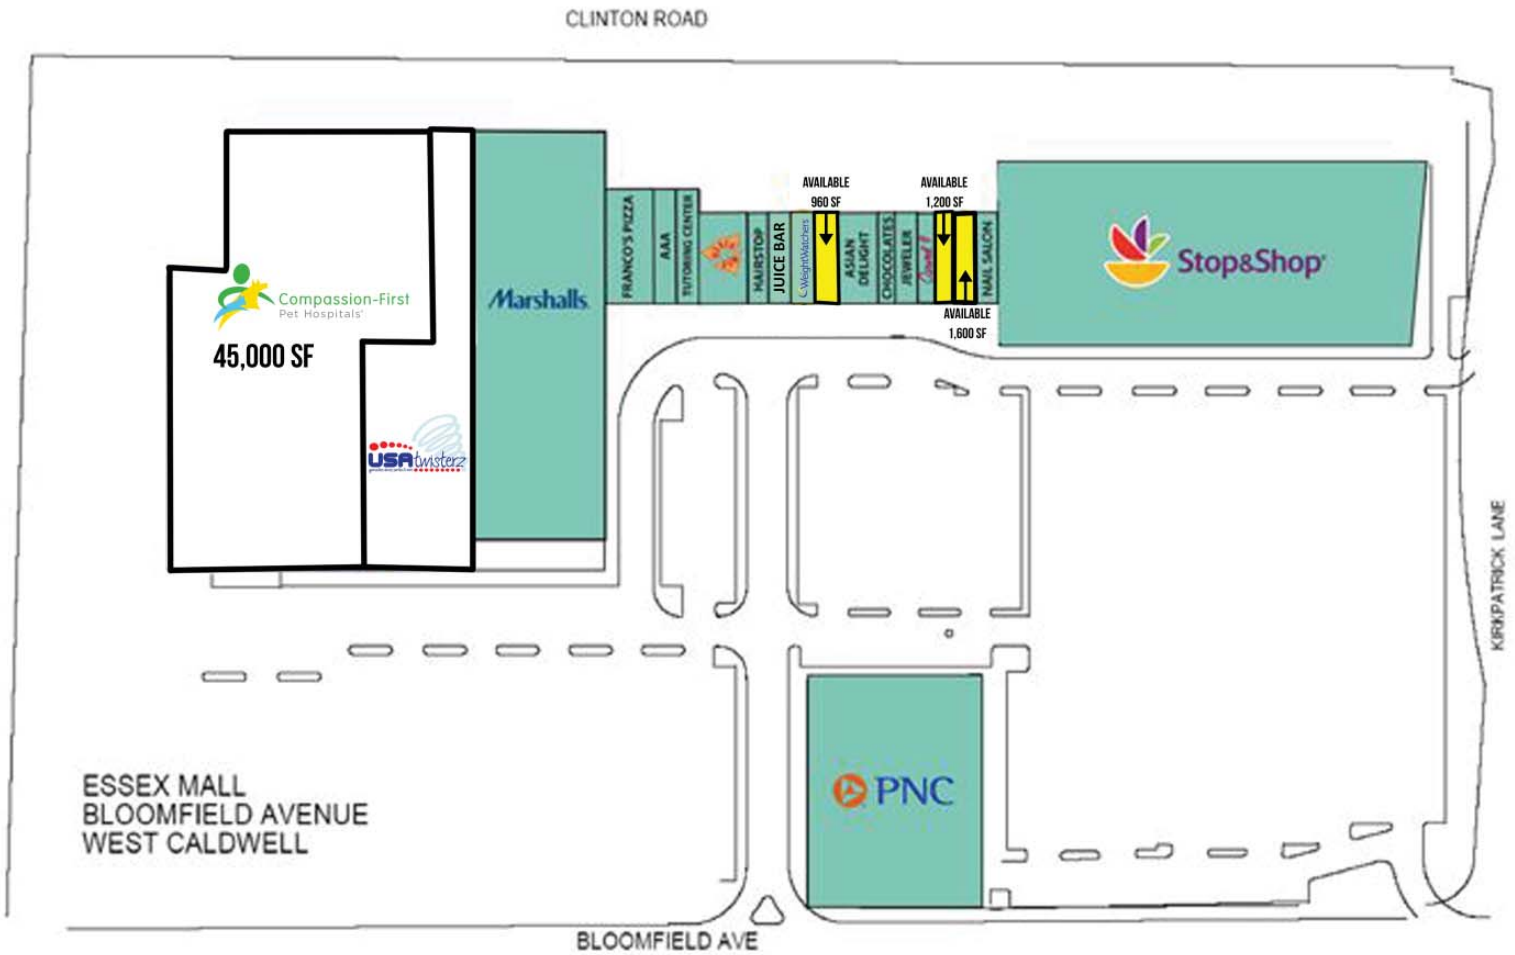 CLINTON ROAD
AVAILABLE
960 SF
AVAILABLE
1,200 SF
Compassion-First
Pet Hospitals
45,000 SF
USA twisterz
Marshalls.
FRANCO'S PIZZA
AAA
TUTORING CENTER
HAIRSTOP
JUICE BAR
WeightWatchers
ASIAN
DELIGHT
CHOCOLATES
JEWELER
Carvel
NAIL SALON
AVAILABLE
1,600 SF
Stop&Shop
KIRKPATRICK LANE
PNC
ESSEX MALL
BLOOMFIELD AVENUE
WEST CALDWELL
BLOOMFIELD AVE